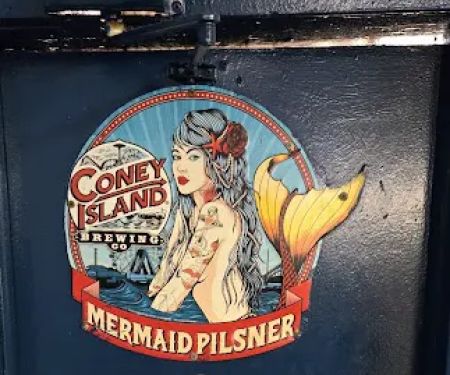 CONEY
ISLAND
BREWING
CO
MERMAID PILSNER